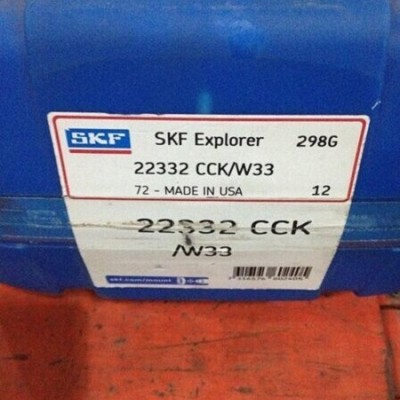 SKF SKF Explorer 298G
22332 CCK/W33
72 - MADE IN USA 12
22332 CCK
/W33